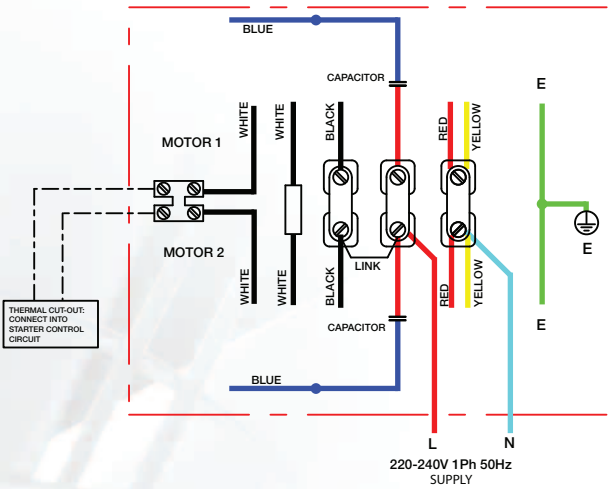 BLUE
CAPACITOR
WHITE
WHITE
BLACK
RED
YELLOW
E
MOTOR 1
E
MOTOR 2
LINK
WHITE
WHITE
BLACK
RED
YELLOW
THERMAL CUT-OUT:
CONNECT INTO
STARTER CONTROL
CIRCUIT
CAPACITOR
E
BLUE
L
N
220-240V 1Ph 50Hz
SUPPLY